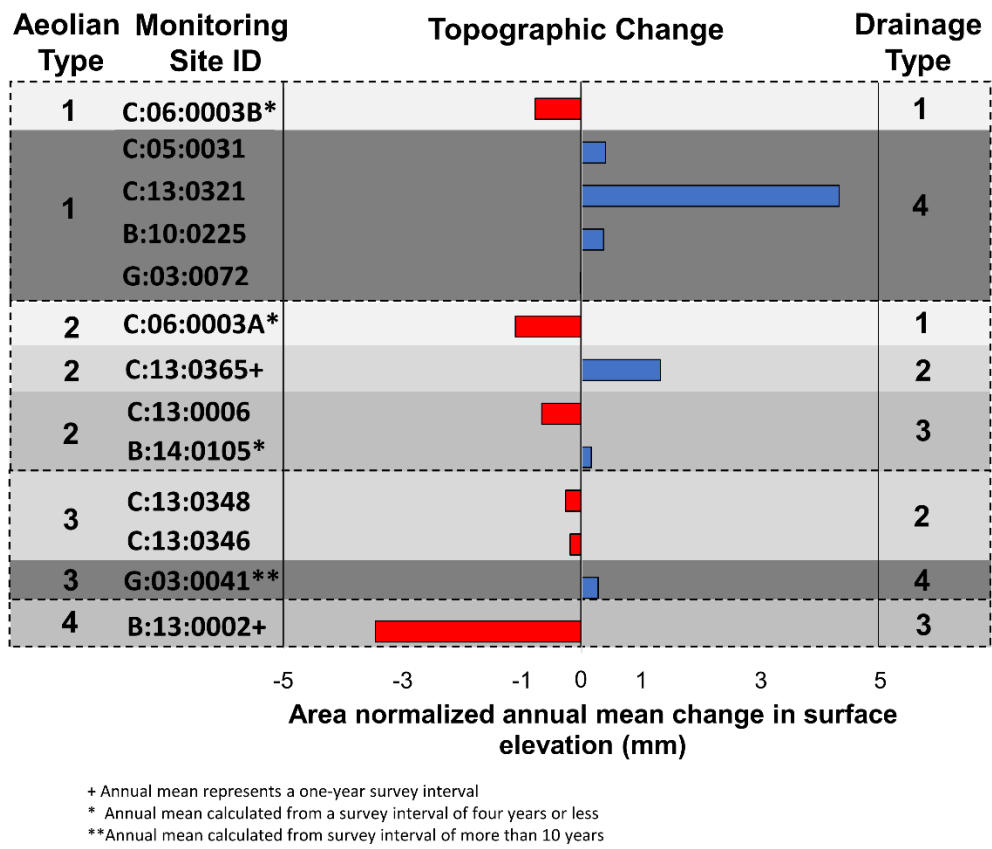 Aeolian Type Monitoring Site ID Topographic Change Drainage Type
1 C:06:0003B* 1
C:05:0031
C:13:0321
1 4
B:10:0225
G:03:0072
2 C:06:0003A* 1
2 C:13:0365+ 2
C:13:0006
2 3
B:14:0105*
C:13:0348
3 2
C:13:0346
3 G:03:0041** 4
4 B:13:0002+ 3
-5 -3 -1 0 1 3 5
Area normalized annual mean change in surface
elevation (mm)
+ Annual mean represents a one-year survey interval
* Annual mean calculated from a survey interval of four years or less
**Annual mean calculated from survey interval of more than 10 years